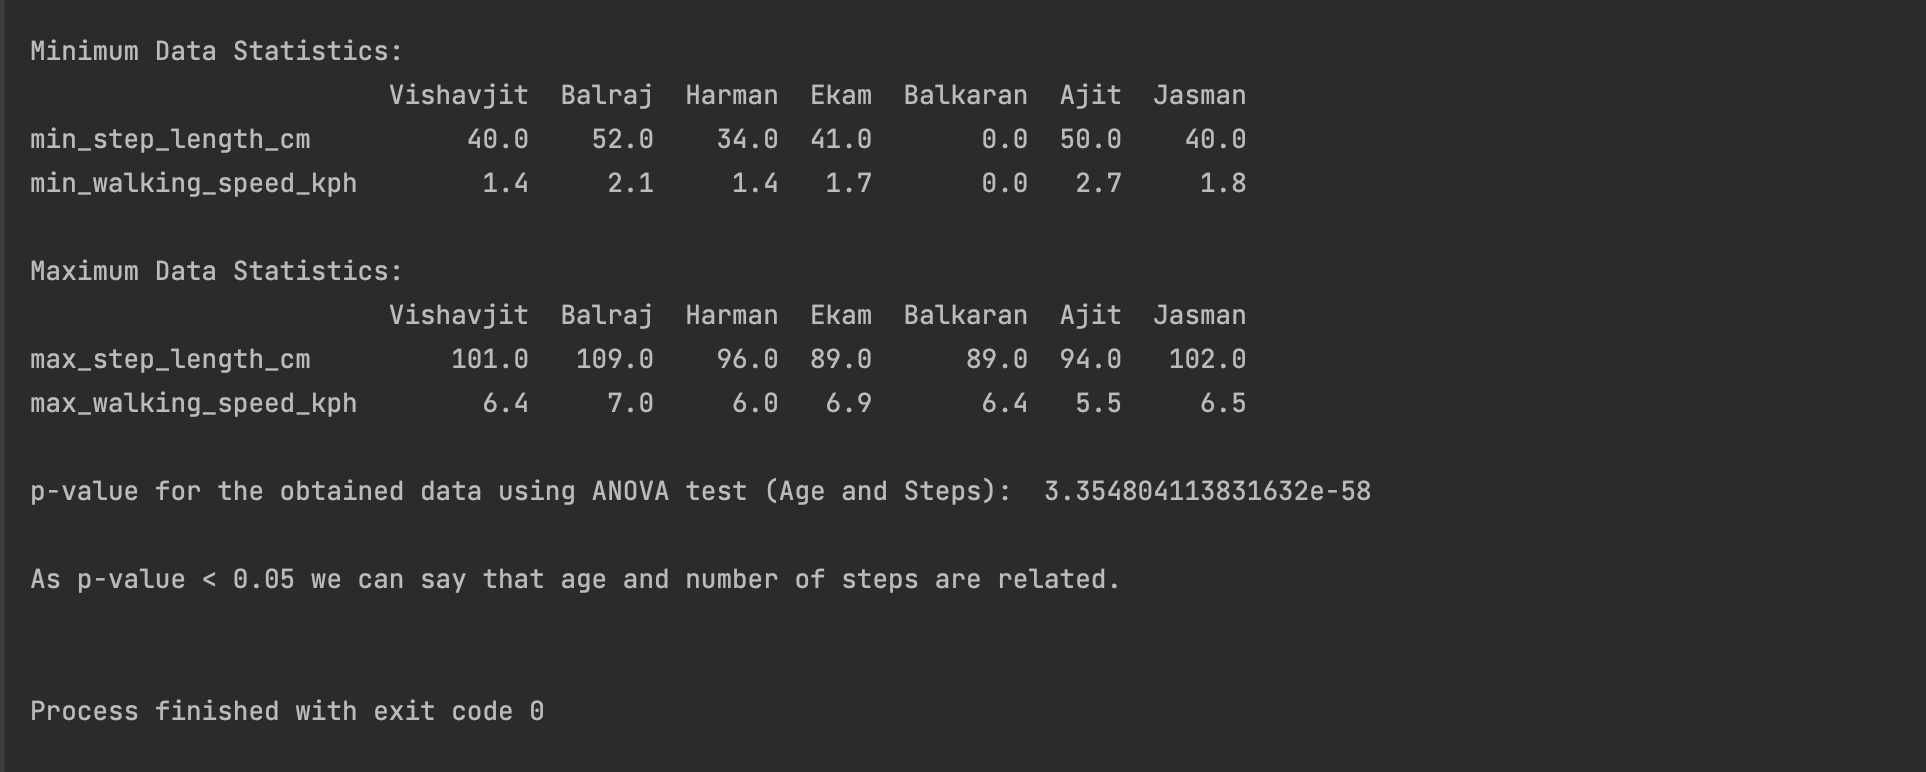 Minimum Data Statistics:
Vishavjit Balraj Harman Ekam Balkaran Ajit Jasman
min_step_length_cm 40.0 52.0 34.0 41.0 0.0 50.0 40.0
min_walking_speed_kph 1.4 2.1 1.4 1.7 0.0 2.7 1.8
Maximum Data Statistics:
Vishavjit Balraj Harman Ekam Balkaran Ajit Jasman
max_step_length_cm 101.0 109.0 96.0 89.0 89.0 94.0 102.0
max_walking_speed_kph 6.4 7.0 6.0 6.9 6.4 5.5 6.5
p-value for the obtained data using ANOVA test (Age and Steps): 3.354804113831632e-58
As p-value < 0.05 we can say that age and number of steps are related.
Process finished with exit code 0